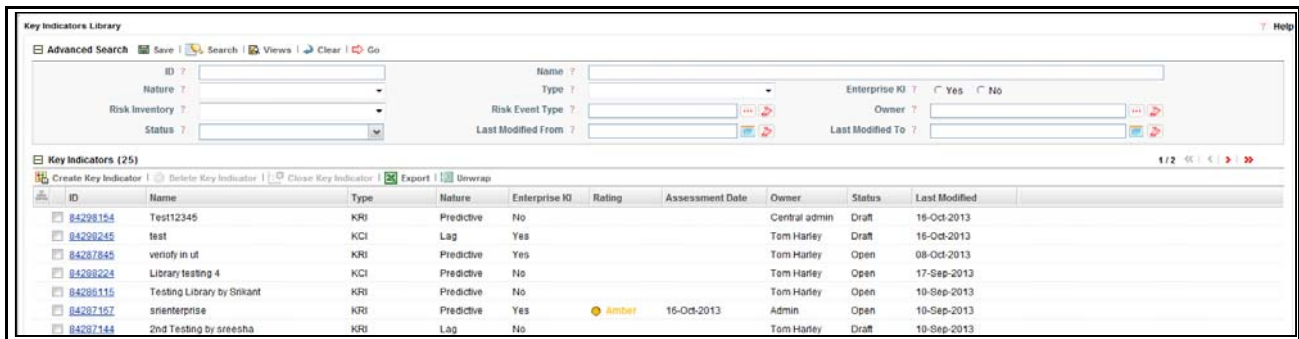 Key Indicators Library ? Help
Advanced Search Save | Search | Views | Clear | Go
ID ? Name ?
Nature ? Type ? Enterprise KI ? Yes No
Risk Inventory ? Risk Event Type ? Owner ?
Status ? Last Modified From ? Last Modified To ?
Key Indicators (25) 1 / 2
Create Key Indicator | Delete Key Indicator | Close Key Indicator | Export | Unwrap
ID Name Type Nature Enterprise KI Rating Assessment Date Owner Status Last Modified
84298154 Test12345 KRI Predictive No Central admin Draft 16-Oct-2013
84298245 test KCI Lag Yes Tom Harley Draft 16-Oct-2013
84287845 veriofy in ut KRI Predictive Yes Tom Harley Open 08-Oct-2013
84288224 Library testing 4 KCI Predictive No Tom Harley Open 17-Sep-2013
84286115 Testing Library by Srikant KRI Predictive No Tom Harley Open 10-Sep-2013
84287167 srienterprise KRI Predictive Yes Amber 16-Oct-2013 Admin Open 10-Sep-2013
84287144 2nd Testing by sreesha KRI Lag No Tom Harley Draft 10-Sep-2013